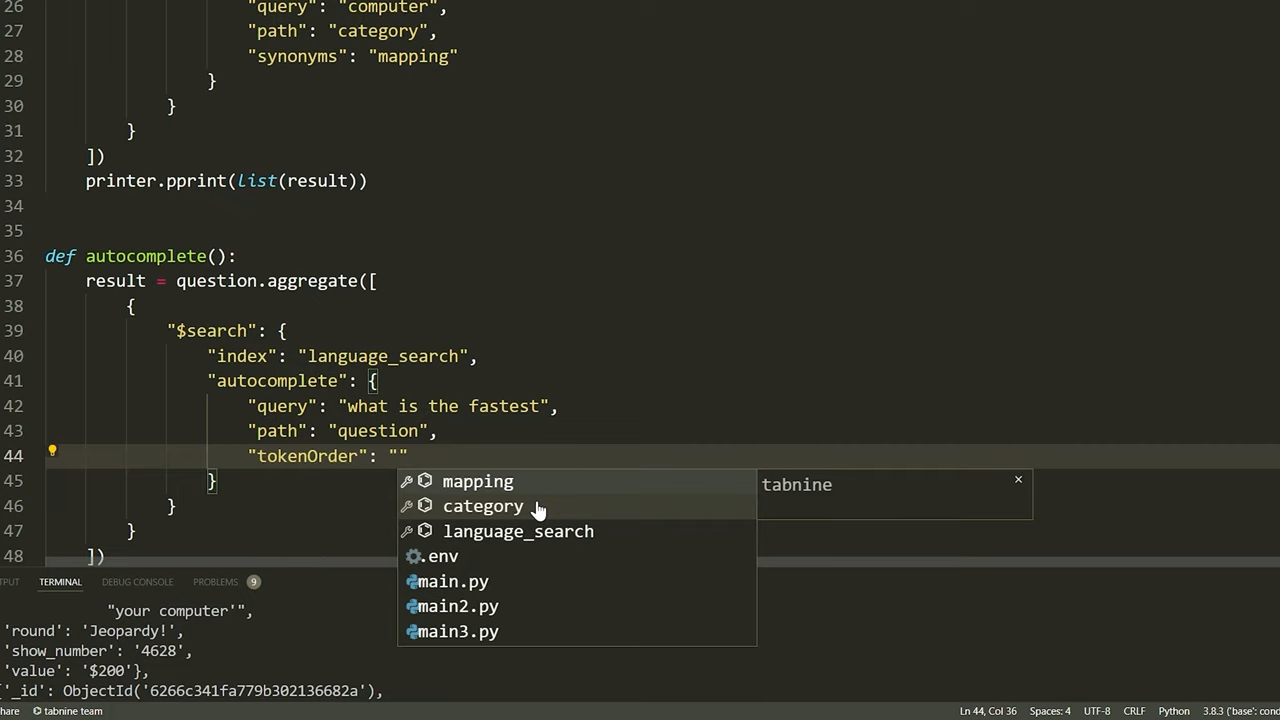 26 "query": "computer",
27 "path": "category",
28 "synonyms": "mapping"
29 }
30 }
31 }
32 ])
33 printer.pprint(list(result))
34
35
36 def autocomplete():
37 result = question.aggregate([
38 {
39 "$search": {
40 "index": "language_search",
41 "autocomplete": {
42 "query": "what is the fastest",
43 "path": "question",
44 "tokenOrder": ""
45 }
46 }
47 }
48 ])
mapping
tabnine
category
language_search
.env
main.py
main2.py
main3.py
TPUT TERMINAL DEBUG CONSOLE PROBLEMS 9
"your computer'",
'round': 'Jeopardy!',
'show_number': '4628',
'value': '$200'},
{'_id': ObjectId('6266c341fa779b302136682a'),
hare tabnine team Ln 44, Col 36 Spaces: 4 UTF-8 CRLF Python 3.8.3 ('base': cond